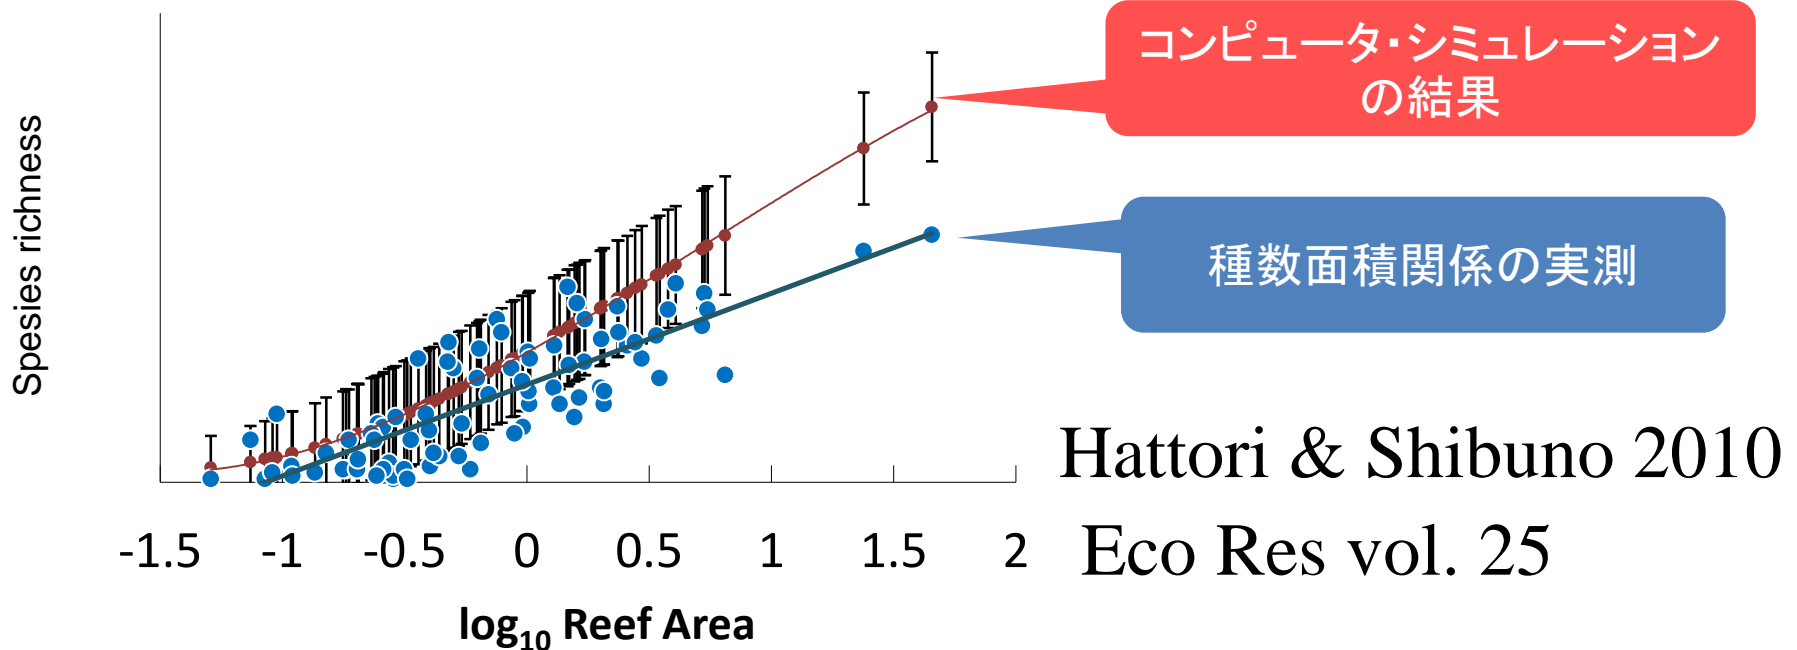 コンピュータ・シミュレーション
の結果
Spesies richness
種数面積関係の実測
Hattori & Shibuno 2010
Eco Res vol. 25
-1.5 -1 -0.5 0 0.5 1 1.5 2
log₁₀ Reef Area